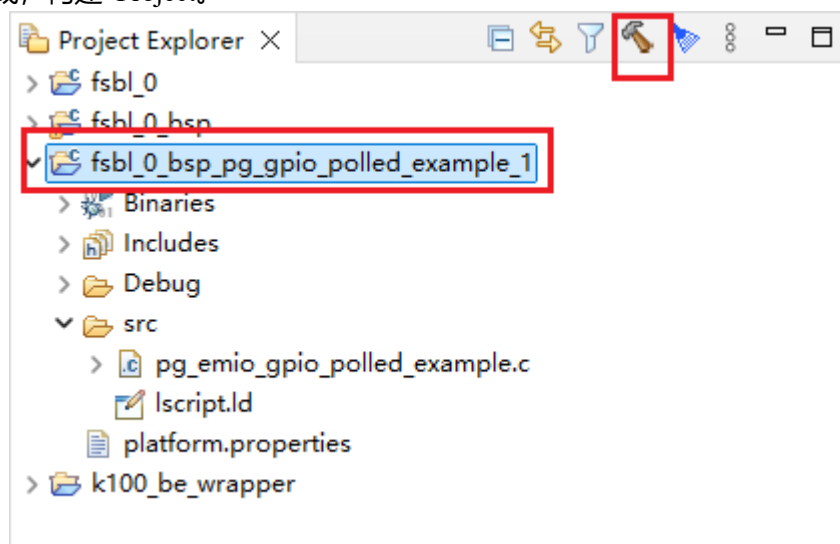 Project Explorer
fsbl_0
fsbl_0_bsp
fsbl_0_bsp_pg_gpio_polled_example_1
Binaries
Includes
Debug
src
pg_emio_gpio_polled_example.c
lscript.ld
platform.properties
k100_be_wrapper